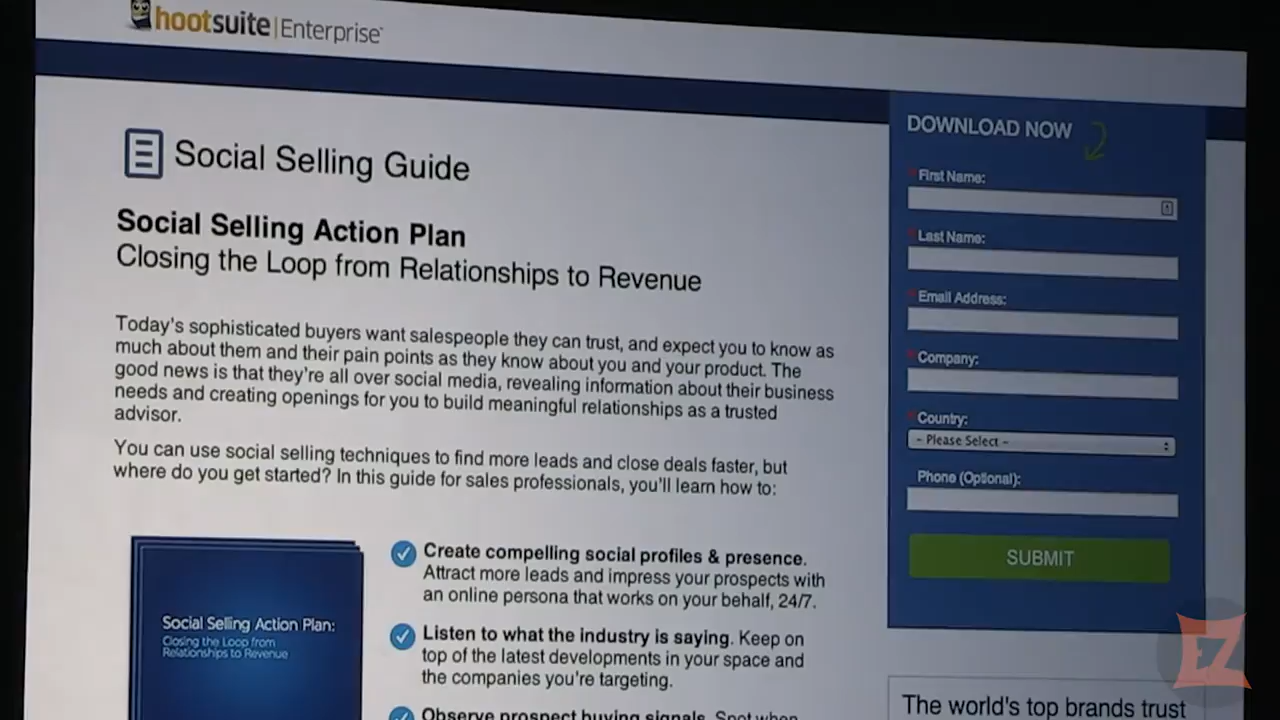 hootsuite | Enterprise™
Social Selling Guide
Social Selling Action Plan
Closing the Loop from Relationships to Revenue
Today's sophisticated buyers want salespeople they can trust, and expect you to know as
much about them and their pain points as they know about you and your product. The
good news is that they're all over social media, revealing information about their business
needs and creating openings for you to build meaningful relationships as a trusted
advisor.
You can use social selling techniques to find more leads and close deals faster, but
where do you get started? In this guide for sales professionals, you'll learn how to:
Social Selling Action Plan:
Closing the Loop from
Relationships to Revenue
Create compelling social profiles & presence.
Attract more leads and impress your prospects with
an online persona that works on your behalf, 24/7.
Listen to what the industry is saying. Keep on
top of the latest developments in your space and
the companies you're targeting.
Observe prospect buying signals. Spot when
DOWNLOAD NOW
* First Name:
* Last Name:
* Email Address:
* Company:
* Country:
- Please Select -
Phone (Optional):
SUBMIT
The world's top brands trust
EZ